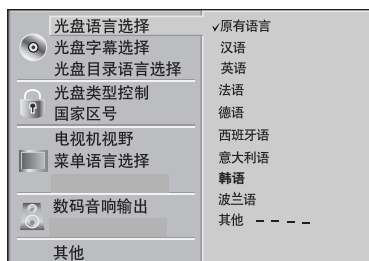 光盘语言选择
光盘字幕选择
光盘目录语言选择
光盘类型控制
国家区号
电视机视野
菜单语言选择
数码音响输出
其他
✓原有语言
汉语
英语
法语
德语
西班牙语
意大利语
韩语
波兰语
其他 – – – –